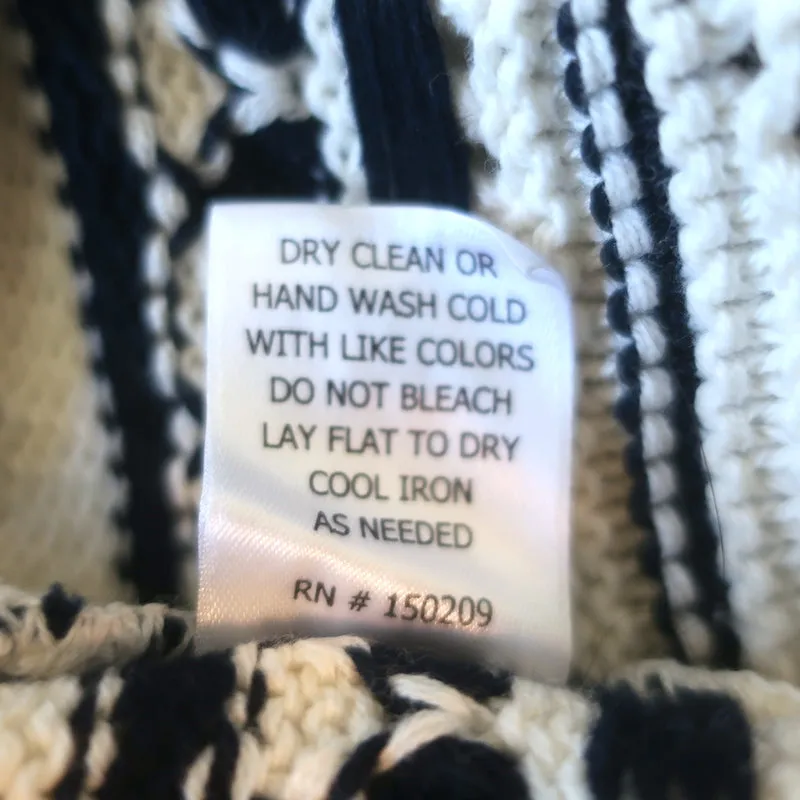 DRY CLEAN OR
HAND WASH COLD
WITH LIKE COLORS
DO NOT BLEACH
LAY FLAT TO DRY
COOL IRON
AS NEEDED
RN # 150209